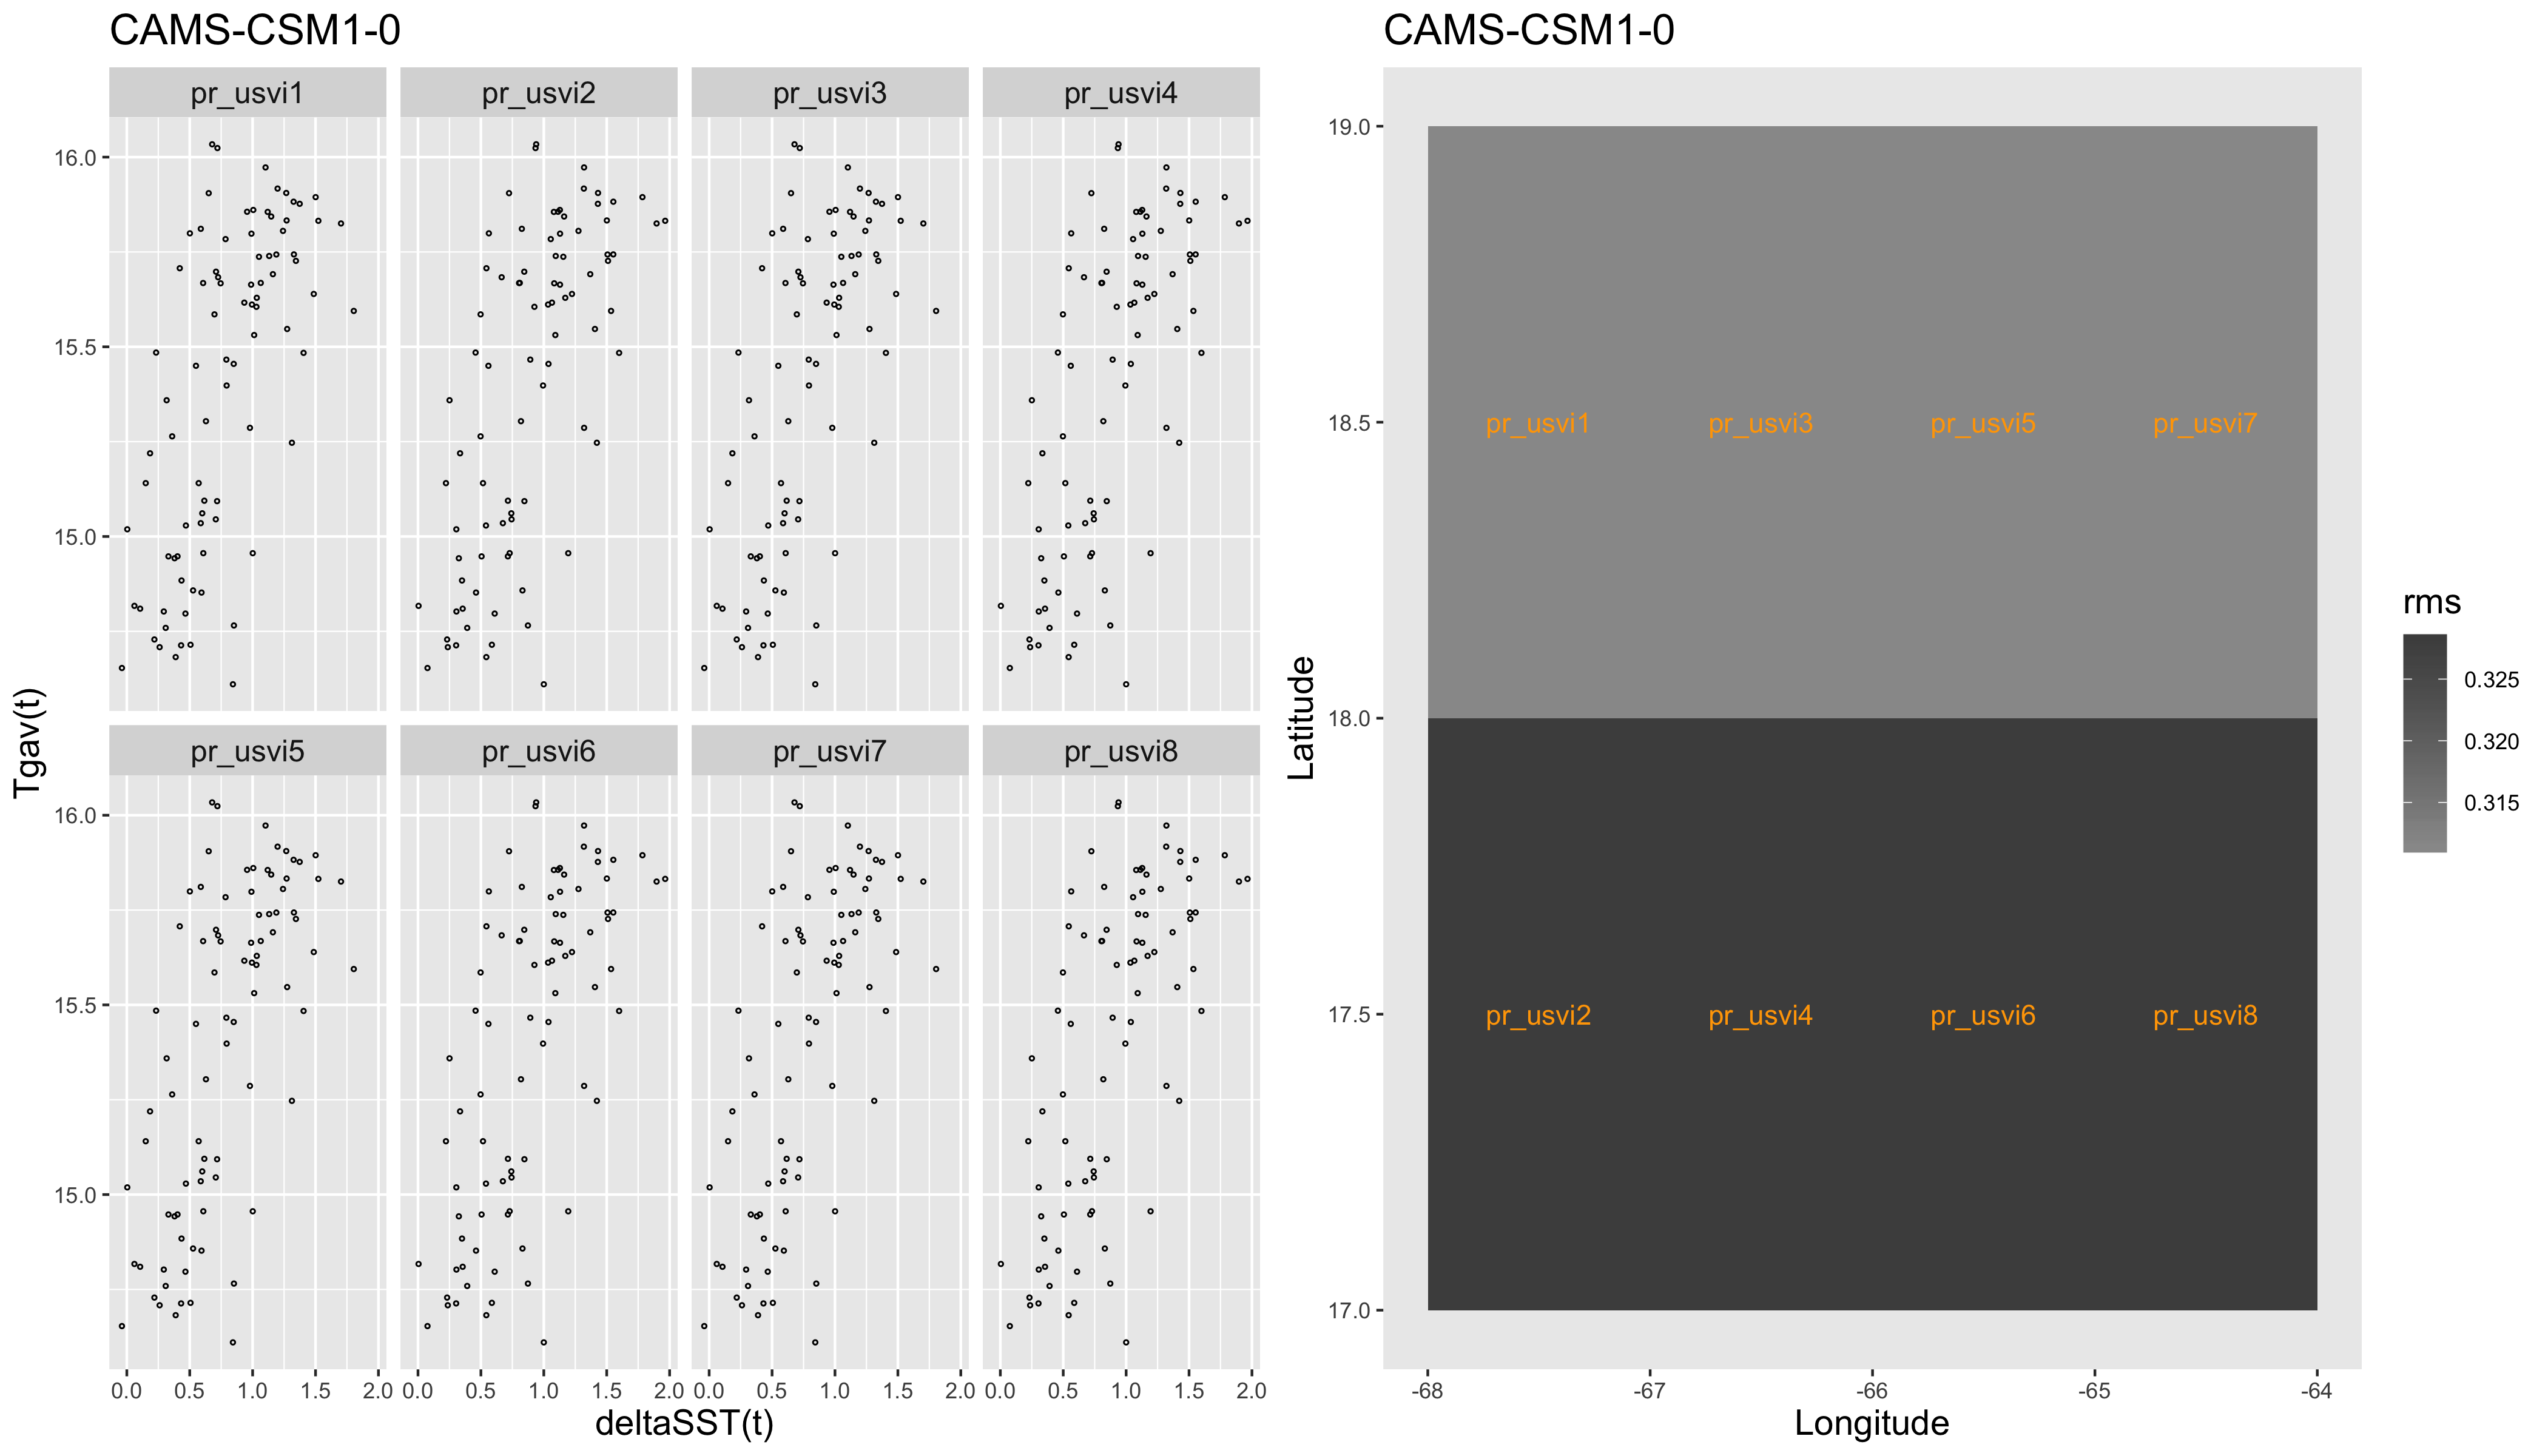 CAMS-CSM1-0
pr_usvi1 pr_usvi2 pr_usvi3 pr_usvi4
16.0
15.5
15.0
pr_usvi5 pr_usvi6 pr_usvi7 pr_usvi8
16.0
15.5
15.0
0.0 0.5 1.0 1.5 2.0 0.0 0.5 1.0 1.5 2.0 0.0 0.5 1.0 1.5 2.0 0.0 0.5 1.0 1.5 2.0
deltaSST(t)
Tgav(t)
CAMS-CSM1-0
19.0
18.5
pr_usvi1 pr_usvi3 pr_usvi5 pr_usvi7
18.0
17.5
pr_usvi2 pr_usvi4 pr_usvi6 pr_usvi8
17.0
-68 -67 -66 -65 -64
Longitude
Latitude
rms
0.325
0.320
0.315